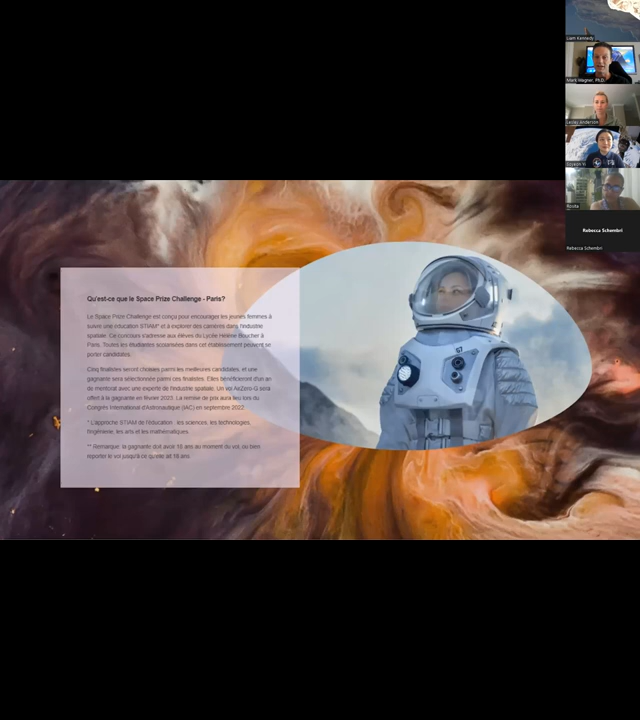 Liam Kennedy
Mark Wagner, Ph.D.
Lesley Anderson
Rosita
Rebecca Schembri
Rebecca Schembri
Qu'est-ce que le Space Prize Challenge - Paris?
Le Space Prize Challenge est conçu pour encourager les jeunes femmes à
suivre une éducation STIAM* et à explorer des carrières dans l'industrie
spatiale. Ce concours s'adresse aux élèves du Lycée Hélène Boucher à
Paris. Toutes les étudiantes scolarisées dans cet établissement peuvent se
porter candidates.
Cinq finalistes seront choisies parmi les meilleures candidates, et une
gagnante sera sélectionnée parmi ces finalistes. Elles bénéficieront d'un an
de mentorat avec une experte de l'industrie spatiale. Un vol AirZero-G sera
offert à la gagnante en février 2023. La remise de prix aura lieu lors du
Congrès International d'Astronautique (IAC) en septembre 2022
* L'approche STIAM de l'éducation : les sciences, les technologies,
l'ingénierie, les arts et les mathématiques.
** Remarque: la gagnante doit avoir 18 ans au moment du vol, ou bien
reporter le vol jusqu'à ce qu'elle ait 18 ans